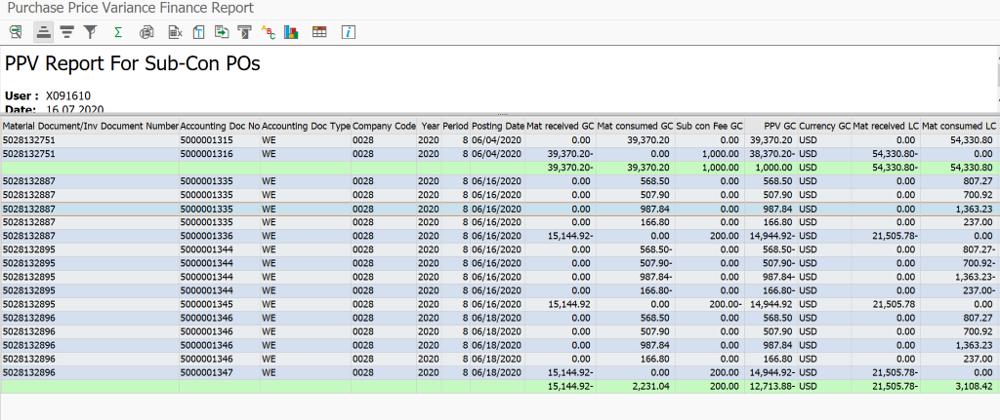 Purchase Price Variance Finance Report
PPV Report For Sub-Con POs
User : X091610
Date: 16.07.2020
Material Document/Inv Document Number Accounting Doc No Accounting Doc Type Company Code Year Period Posting Date Mat received GC Mat consumed GC Sub con Fee GC PPV GC Currency GC Mat received LC Mat consumed LC
5028132751 5000001315 WE 0028 2020 8 06/04/2020 0.00 39,370.20 0.00 39,370.20 USD 0.00 54,330.80
5028132751 5000001316 WE 0028 2020 8 06/04/2020 39,370.20- 0.00 1,000.00 38,370.20- USD 54,330.80- 0.00
39,370.20- 39,370.20 1,000.00 1,000.00 USD 54,330.80- 54,330.80
5028132887 5000001335 WE 0028 2020 8 06/16/2020 0.00 568.50 0.00 568.50 USD 0.00 807.27
5028132887 5000001335 WE 0028 2020 8 06/16/2020 0.00 507.90 0.00 507.90 USD 0.00 700.92
5028132887 5000001335 WE 0028 2020 8 06/16/2020 0.00 987.84 0.00 987.84 USD 0.00 1,363.23
5028132887 5000001335 WE 0028 2020 8 06/16/2020 0.00 166.80 0.00 166.80 USD 0.00 237.00
5028132887 5000001336 WE 0028 2020 8 06/16/2020 15,144.92- 0.00 200.00 14,944.92- USD 21,505.78- 0.00
5028132895 5000001344 WE 0028 2020 8 06/16/2020 0.00 568.50- 0.00 568.50- USD 0.00 807.27-
5028132895 5000001344 WE 0028 2020 8 06/16/2020 0.00 507.90- 0.00 507.90- USD 0.00 700.92-
5028132895 5000001344 WE 0028 2020 8 06/16/2020 0.00 987.84- 0.00 987.84- USD 0.00 1,363.23-
5028132895 5000001344 WE 0028 2020 8 06/16/2020 0.00 166.80- 0.00 166.80- USD 0.00 237.00-
5028132895 5000001345 WE 0028 2020 8 06/16/2020 15,144.92 0.00 200.00- 14,944.92 USD 21,505.78 0.00
5028132896 5000001346 WE 0028 2020 8 06/18/2020 0.00 568.50 0.00 568.50 USD 0.00 807.27
5028132896 5000001346 WE 0028 2020 8 06/18/2020 0.00 507.90 0.00 507.90 USD 0.00 700.92
5028132896 5000001346 WE 0028 2020 8 06/18/2020 0.00 987.84 0.00 987.84 USD 0.00 1,363.23
5028132896 5000001346 WE 0028 2020 8 06/18/2020 0.00 166.80 0.00 166.80 USD 0.00 237.00
5028132896 5000001347 WE 0028 2020 8 06/18/2020 15,144.92- 0.00 200.00 14,944.92- USD 21,505.78- 0.00
15,144.92- 2,231.04 200.00 12,713.88- USD 21,505.78- 3,108.42